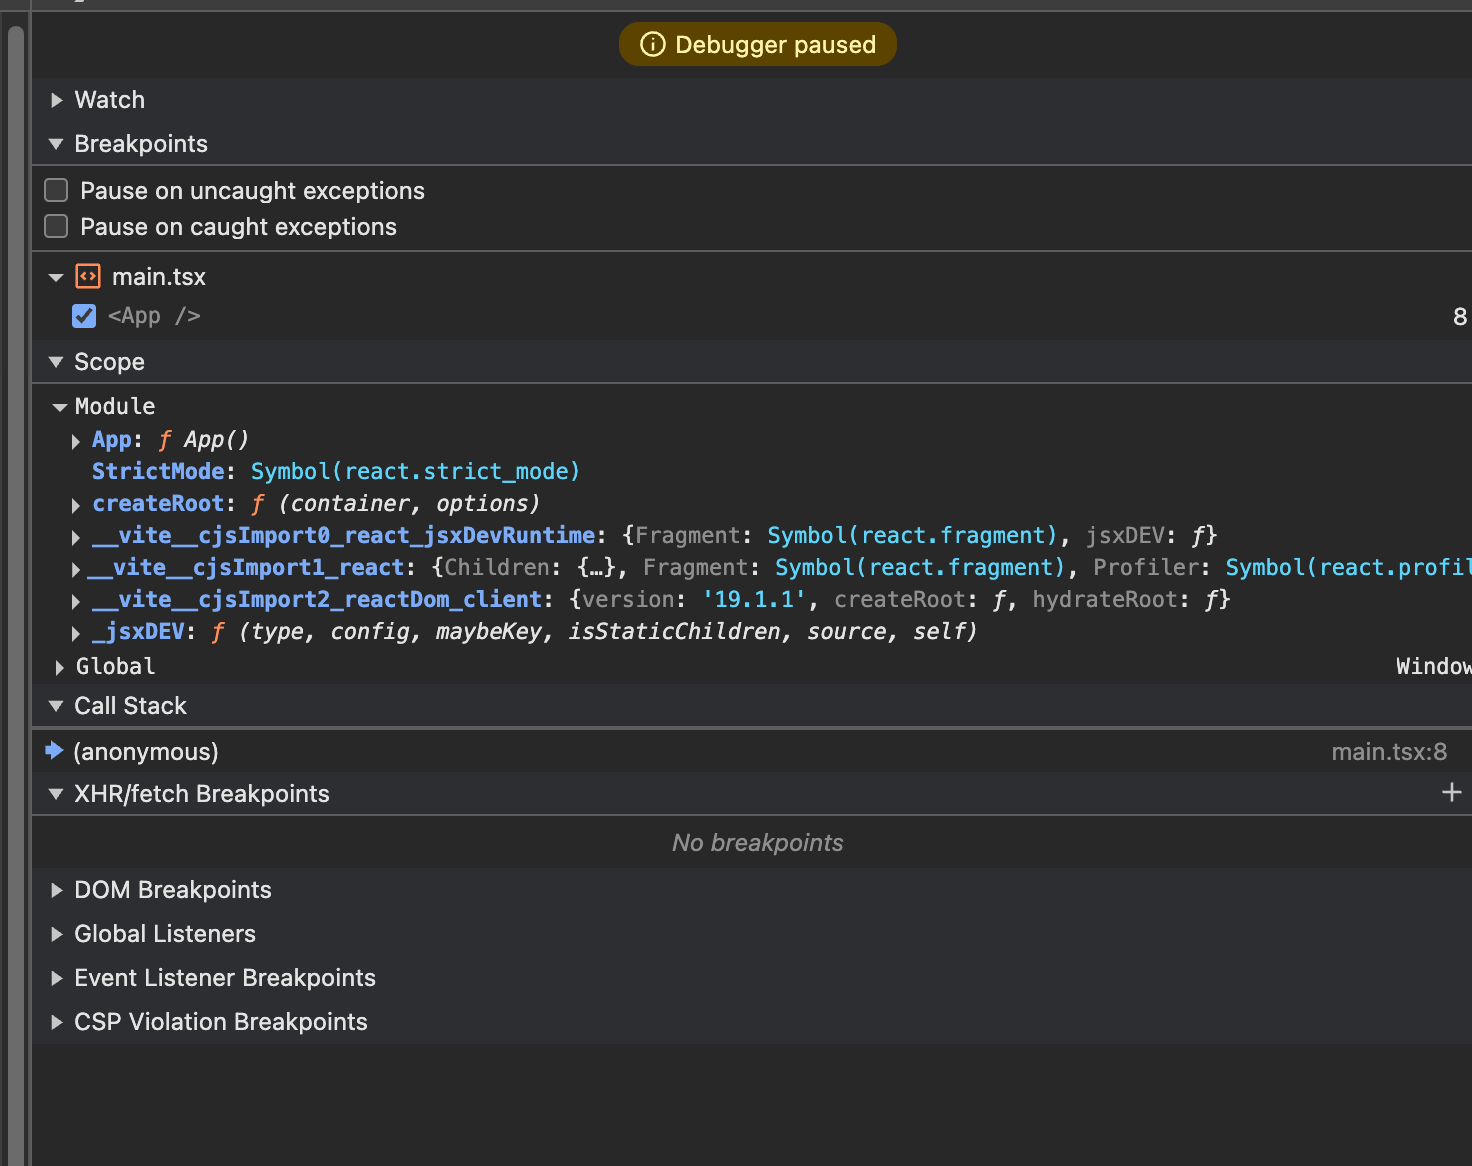 Debugger paused
Watch
Breakpoints
Pause on uncaught exceptions
Pause on caught exceptions
main.tsx
<App /> 8
Scope
Module
App: ƒ App()
StrictMode: Symbol(react.strict_mode)
createRoot: ƒ (container, options)
__vite__cjsImport0_react_jsxDevRuntime: {Fragment: Symbol(react.fragment), jsxDEV: ƒ}
__vite__cjsImport1_react: {Children: {…}, Fragment: Symbol(react.fragment), Profiler: Symbol(react.profil
__vite__cjsImport2_reactDom_client: {version: '19.1.1', createRoot: ƒ, hydrateRoot: ƒ}
_jsxDEV: ƒ (type, config, maybeKey, isStaticChildren, source, self)
Global Window
Call Stack
(anonymous) main.tsx:8
XHR/fetch Breakpoints
No breakpoints
DOM Breakpoints
Global Listeners
Event Listener Breakpoints
CSP Violation Breakpoints